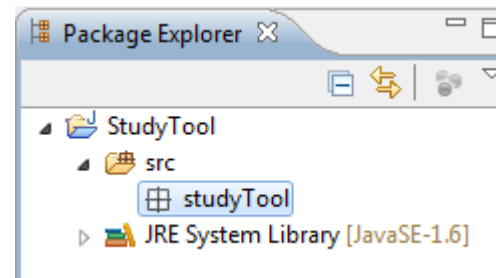 Package Explorer
StudyTool
src
studyTool
JRE System Library [JavaSE-1.6]